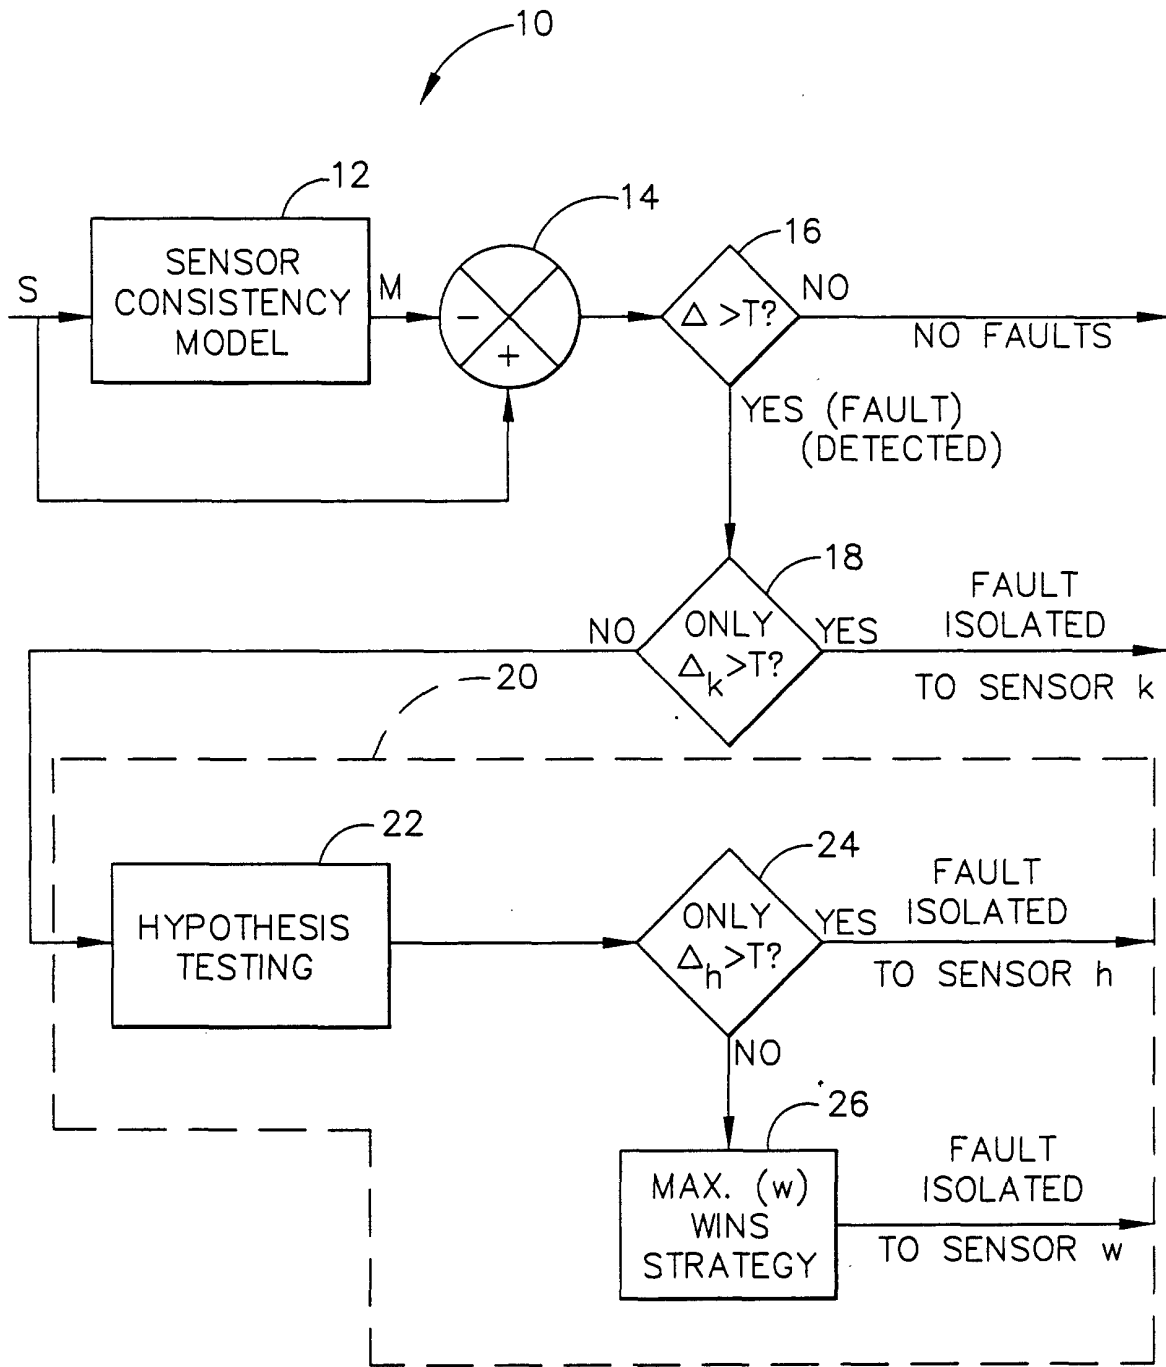 10
12
14
16
S
SENSOR
CONSISTENCY
MODEL
M
−
+
Δ >T?
NO
NO FAULTS
YES (FAULT)
(DETECTED)
18
NO
ONLY
Δk>T?
YES
FAULT
ISOLATED
TO SENSOR k
20
22
HYPOTHESIS
TESTING
24
ONLY
Δh>T?
YES
FAULT
ISOLATED
TO SENSOR h
NO
26
MAX. (w)
WINS
STRATEGY
FAULT
ISOLATED
TO SENSOR w